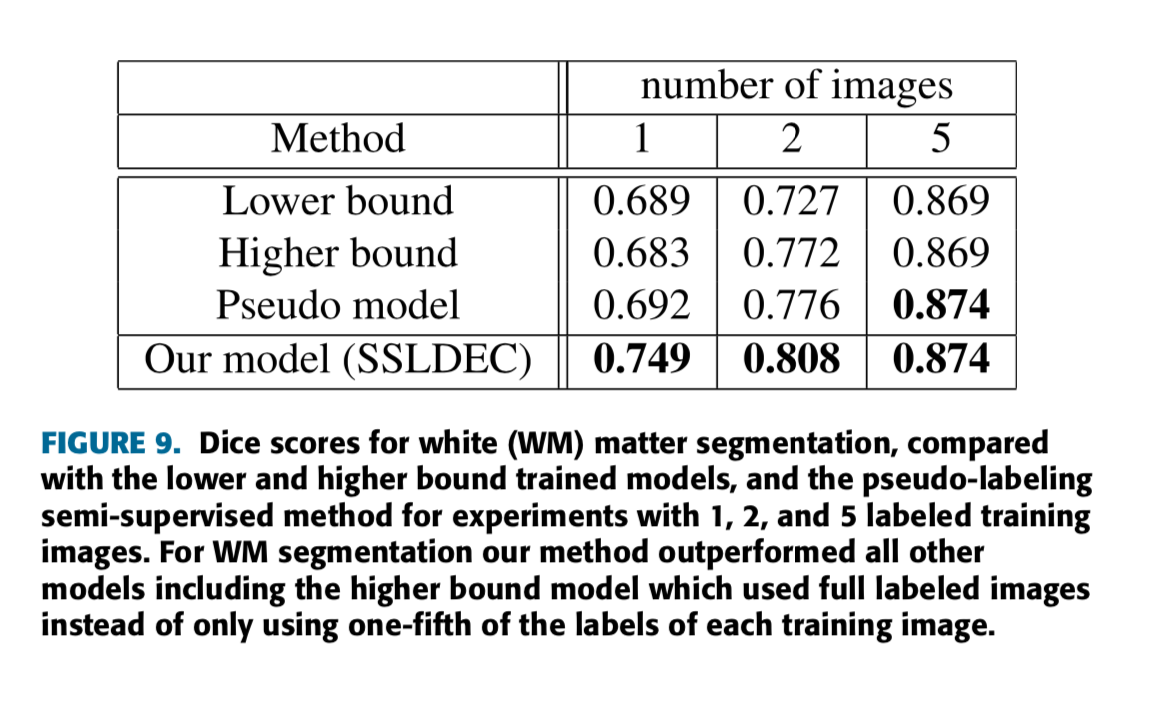 number of images
Method 1 2 5
Lower bound 0.689 0.727 0.869
Higher bound 0.683 0.772 0.869
Pseudo model 0.692 0.776 0.874
Our model (SSLDEC) 0.749 0.808 0.874
FIGURE 9. Dice scores for white (WM) matter segmentation, compared
with the lower and higher bound trained models, and the pseudo-labeling
semi-supervised method for experiments with 1, 2, and 5 labeled training
images. For WM segmentation our method outperformed all other
models including the higher bound model which used full labeled images
instead of only using one-fifth of the labels of each training image.